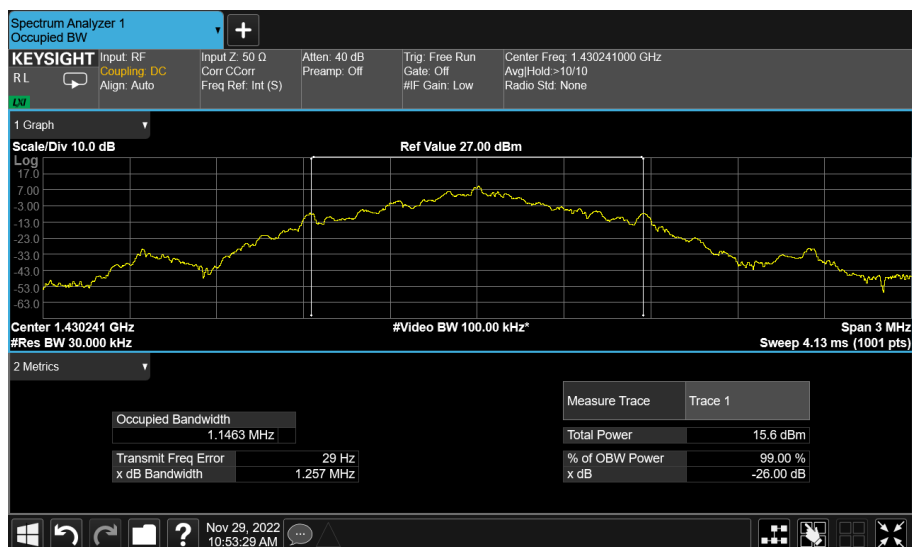 Spectrum Analyzer 1
Occupied BW
KEYSIGHT
R L
LXI
Input: RF
Coupling: DC
Align: Auto
Input Z: 50 Ω
Corr CCorr
Freq Ref: Int (S)
Atten: 40 dB
Preamp: Off
Trig: Free Run
Gate: Off
#IF Gain: Low
Center Freq: 1.430241000 GHz
Avg|Hold:>10/10
Radio Std: None
1 Graph
Scale/Div 10.0 dB
Ref Value 27.00 dBm
Log
17.0
7.00
-3.00
-13.0
-23.0
-33.0
-43.0
-53.0
-63.0
Center 1.430241 GHz
#Video BW 100.00 kHz*
Span 3 MHz
#Res BW 30.000 kHz
Sweep 4.13 ms (1001 pts)
2 Metrics
Occupied Bandwidth
1.1463 MHz
Transmit Freq Error 29 Hz
x dB Bandwidth 1.257 MHz
Measure Trace Trace 1
Total Power 15.6 dBm
% of OBW Power 99.00 %
x dB -26.00 dB
?
Nov 29, 2022
10:53:29 AM